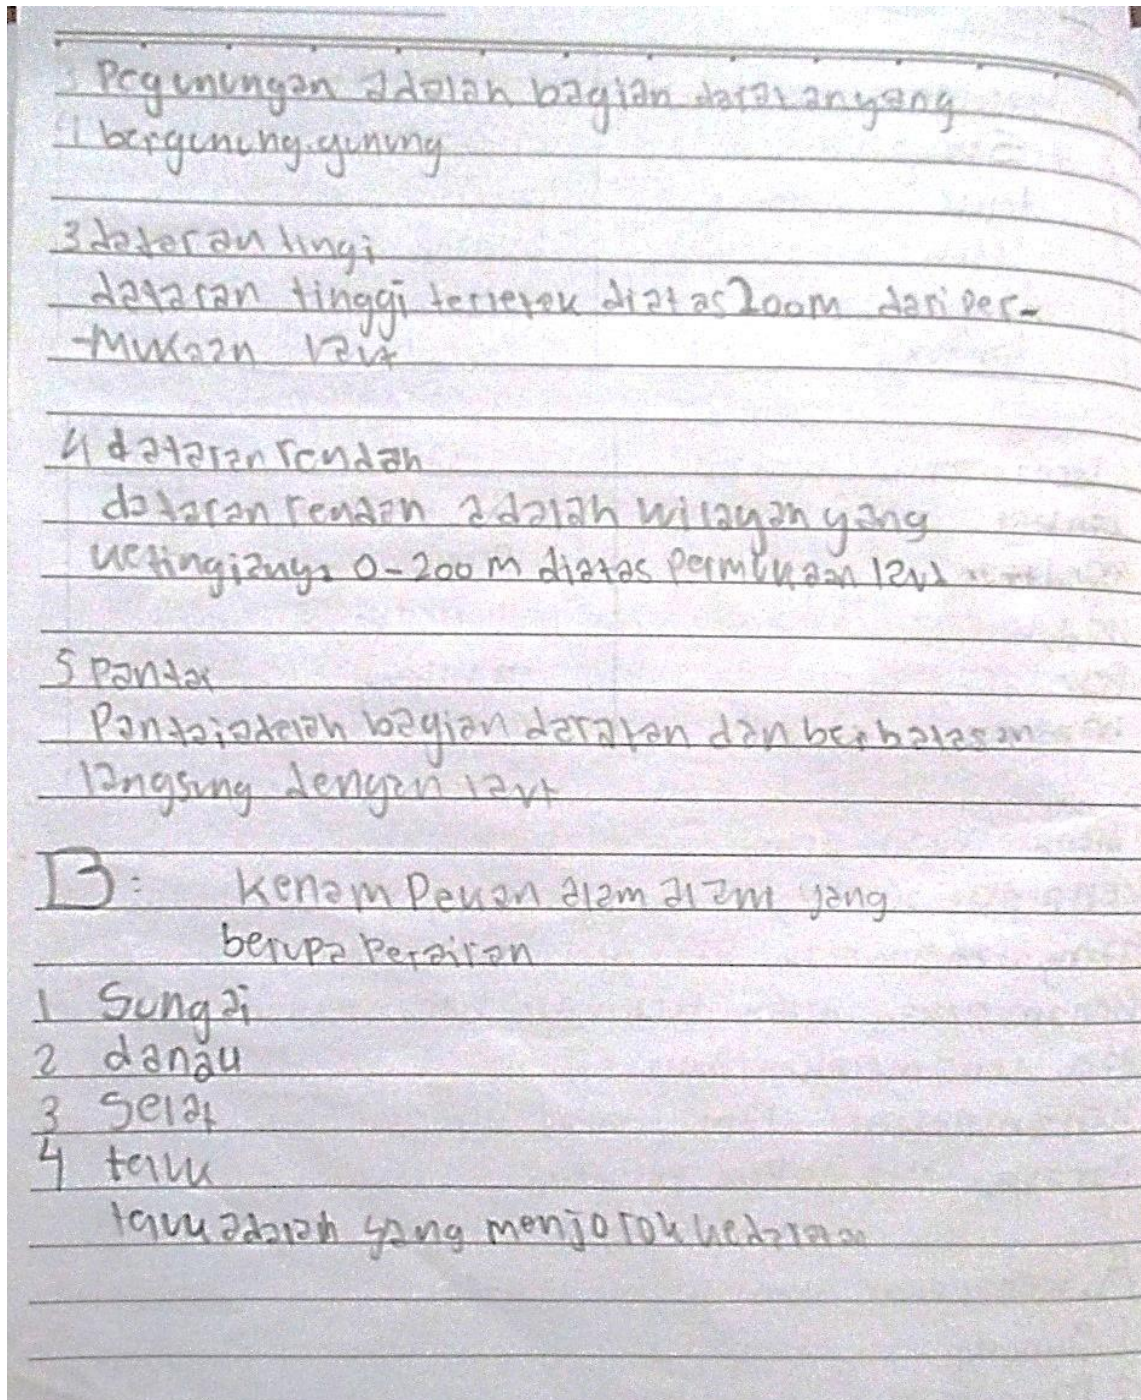 Pegunungan adalah bagian dataran yang
bergunung-gunung
3 dataran tingi
dataran tinggi terletak diatas 200m dari per-
-mukaan laut
4 dataran rendah
dataran rendah adalah wilayah yang
ketingianya 0-200 m diatas permukaan laut
5 pantai
Pantai adalah bagian daratan dan berbatasan
langsung dengan laut
B: kenampekan alam alam yang
berupa perairan
1 Sungai
2 danau
3 Selat
4 teluk
teluk adalah yang menjorok kedaratan